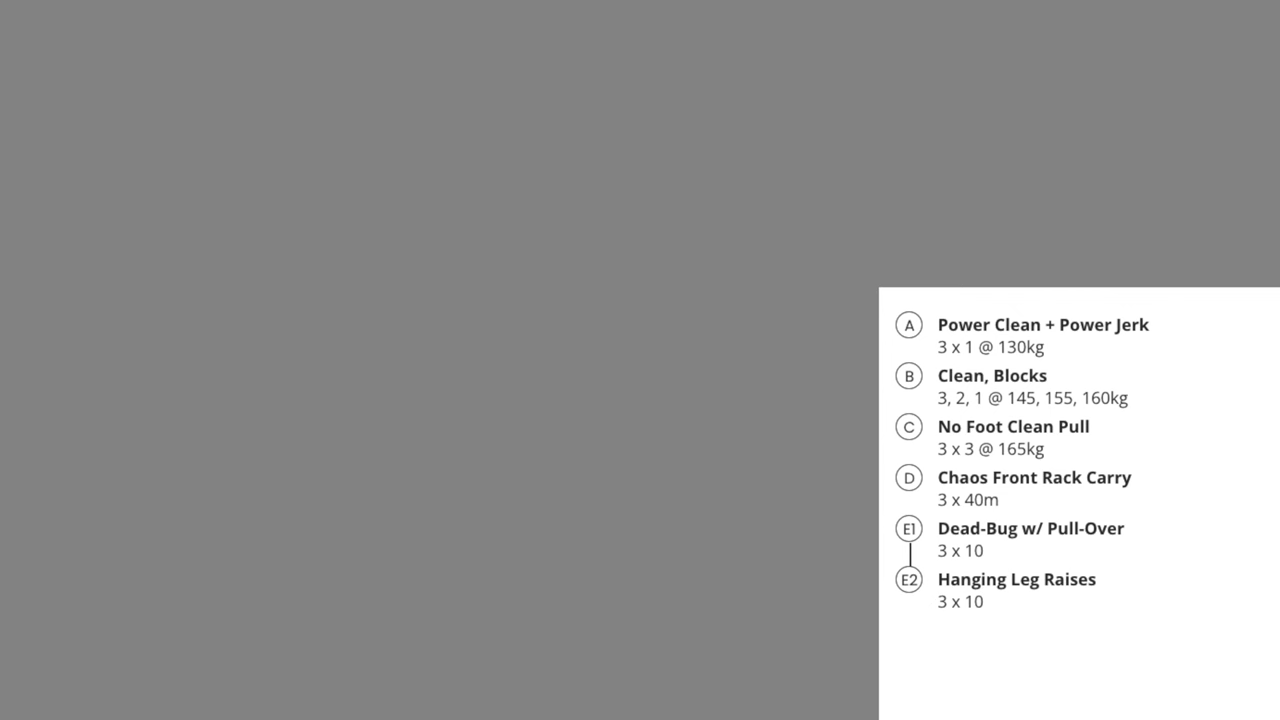 A Power Clean + Power Jerk
3 x 1 @ 130kg
B Clean, Blocks
3, 2, 1 @ 145, 155, 160kg
C No Foot Clean Pull
3 x 3 @ 165kg
D Chaos Front Rack Carry
3 x 40m
E1 Dead-Bug w/ Pull-Over
3 x 10
E2 Hanging Leg Raises
3 x 10